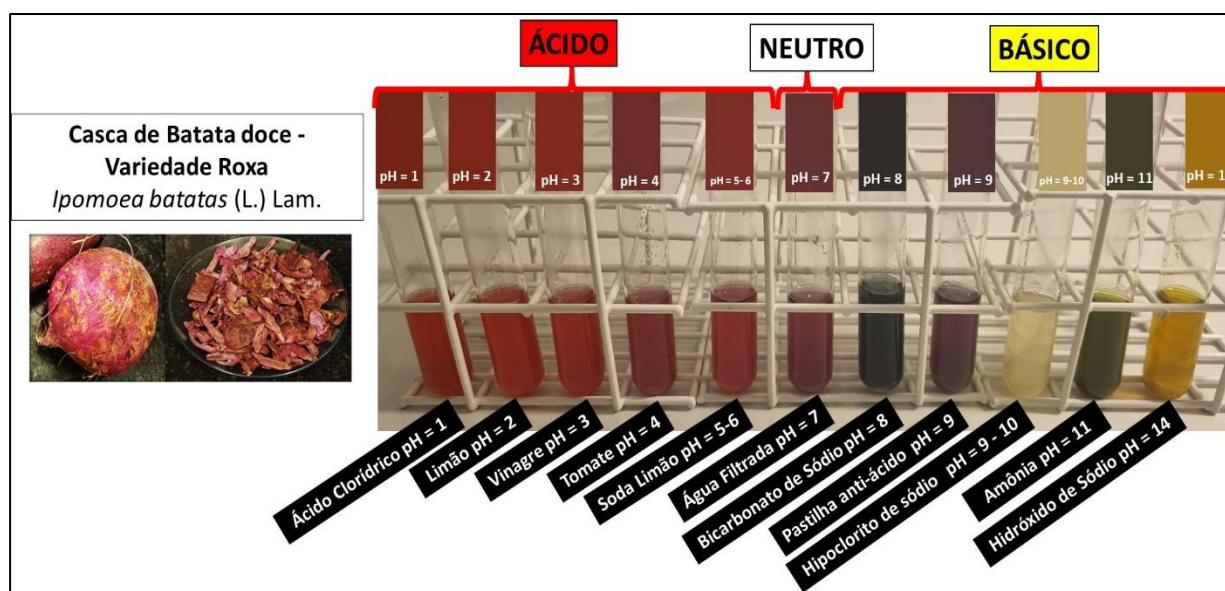 ÁCIDO
NEUTRO
BÁSICO
Casca de Batata doce -
Variedade Roxa
Ipomoea batatas (L.) Lam.
pH = 1
pH = 2
pH = 3
pH = 4
pH = 5- 6
pH = 7
pH = 8
pH = 9
pH = 9-10
pH = 11
pH = 1
Ácido Clorídrico pH = 1
Limão pH = 2
Vinagre pH = 3
Tomate pH = 4
Soda Limão pH = 5-6
Água Filtrada pH = 7
Bicarbonato de Sódio pH = 8
Pastilha anti-ácido pH = 9
Hipoclorito de sódio pH = 9 - 10
Amônia pH = 11
Hidróxido de Sódio pH = 14